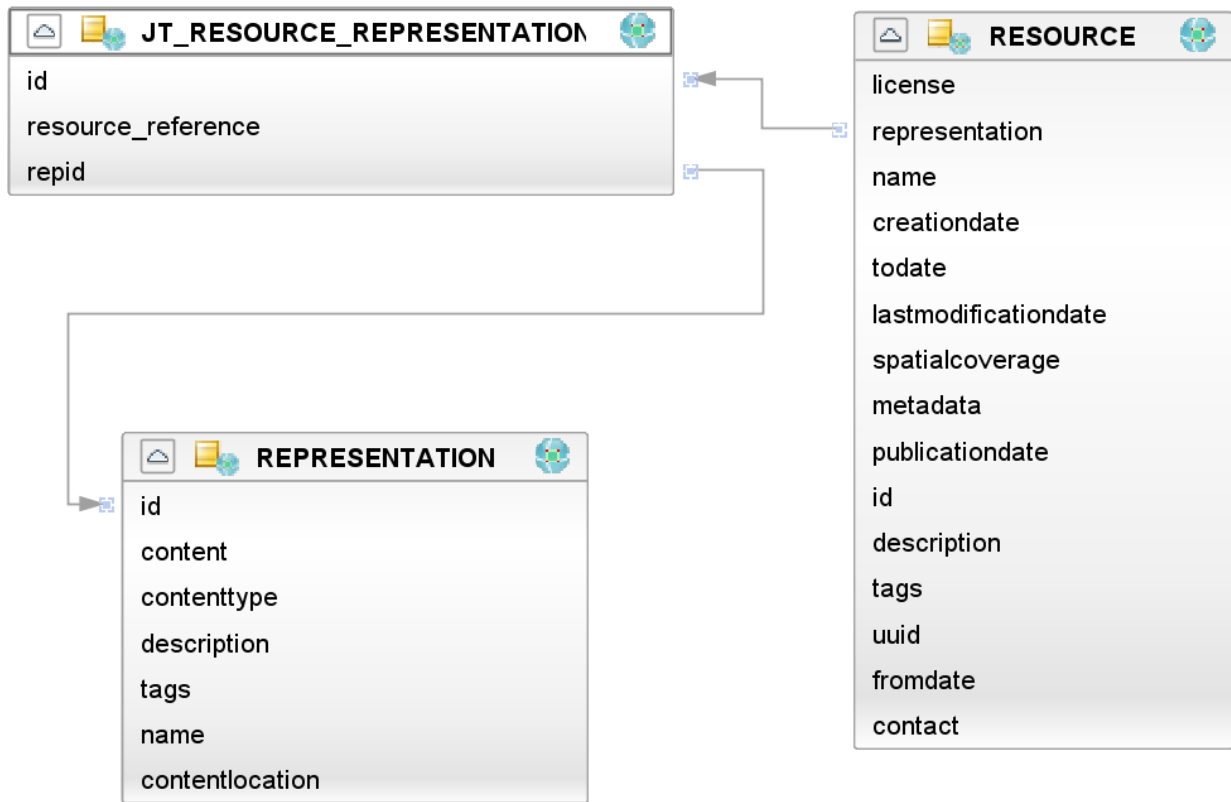 JT_RESOURCE_REPRESENTATION
id
resource_reference
repid
RESOURCE
license
representation
name
creationdate
todate
lastmodificationdate
spatialcoverage
metadata
publicationdate
id
description
tags
uuid
fromdate
contact
REPRESENTATION
id
content
contenttype
description
tags
name
contentlocation